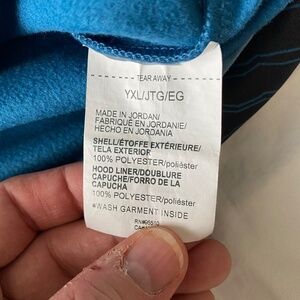 TEAR AWAY
YXL/JTG/EG
MADE IN JORDAN/
FABRIQUÉ EN JORDANIE/
HECHO EN JORDANIA
SHELL/ÉTOFFE EXTÉRIEURE/
TELA EXTERIOR
100% POLYESTER/poliéster
HOOD LINER/DOUBLURE
CAPUCHE/FORRO DE LA
CAPUCHA
100% POLYESTER/poliéster
*WASH GARMENT INSIDE